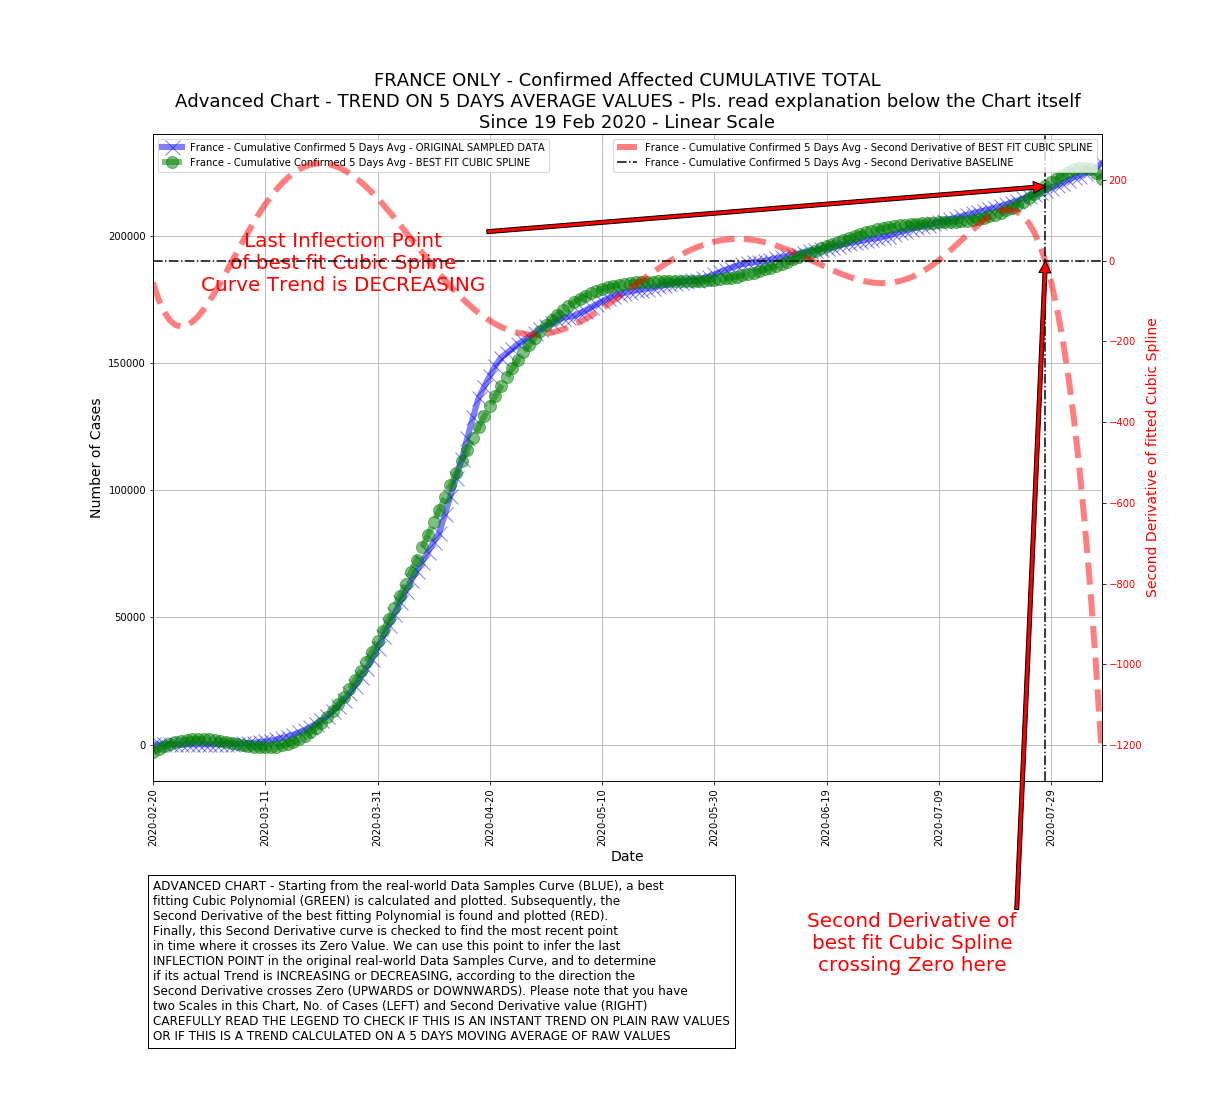 FRANCE ONLY - Confirmed Affected CUMULATIVE TOTAL
Advanced Chart - TREND ON 5 DAYS AVERAGE VALUES - Pls. read explanation below the Chart itself
Since 19 Feb 2020 - Linear Scale
France - Cumulative Confirmed 5 Days Avg - ORIGINAL SAMPLED DATA
France - Cumulative Confirmed 5 Days Avg - BEST FIT CUBIC SPLINE
France - Cumulative Confirmed 5 Days Avg - Second Derivative of BEST FIT CUBIC SPLINE
France - Cumulative Confirmed 5 Days Avg - Second Derivative BASELINE
Last Inflection Point
of best fit Cubic Spline
Curve Trend is DECREASING
Number of Cases
200000
150000
100000
50000
0
200
0
−200
−400
−600
−800
−1000
−1200
Second Derivative of fitted Cubic Spline
2020-02-20
2020-03-11
2020-03-31
2020-04-20
2020-05-10
2020-05-30
2020-06-19
2020-07-09
2020-07-29
Date
ADVANCED CHART - Starting from the real-world Data Samples Curve (BLUE), a best
fitting Cubic Polynomial (GREEN) is calculated and plotted. Subsequently, the
Second Derivative of the best fitting Polynomial is found and plotted (RED).
Finally, this Second Derivative curve is checked to find the most recent point
in time where it crosses its Zero Value. We can use this point to infer the last
INFLECTION POINT in the original real-world Data Samples Curve, and to determine
if its actual Trend is INCREASING or DECREASING, according to the direction the
Second Derivative crosses Zero (UPWARDS or DOWNWARDS). Please note that you have
two Scales in this Chart, No. of Cases (LEFT) and Second Derivative value (RIGHT)
CAREFULLY READ THE LEGEND TO CHECK IF THIS IS AN INSTANT TREND ON PLAIN RAW VALUES
OR IF THIS IS A TREND CALCULATED ON A 5 DAYS MOVING AVERAGE OF RAW VALUES
Second Derivative of
best fit Cubic Spline
crossing Zero here